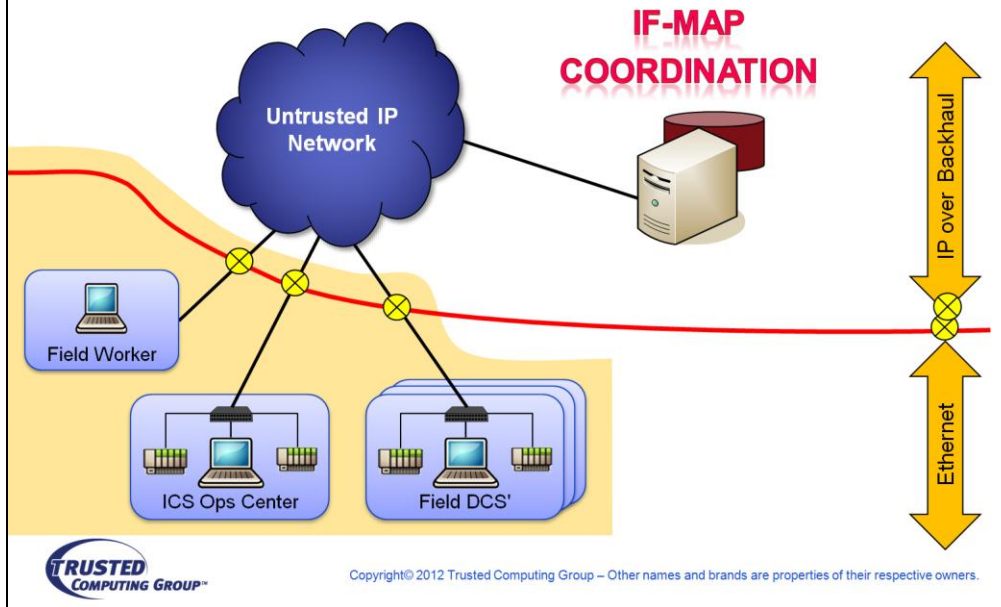 IF-MAP
COORDINATION
Untrusted IP
Network
IP over Backhaul
Field Worker
Ethernet
ICS Ops Center
Field DCS'
TRUSTED
COMPUTING GROUP™
Copyright© 2012 Trusted Computing Group – Other names and brands are properties of their respective owners.